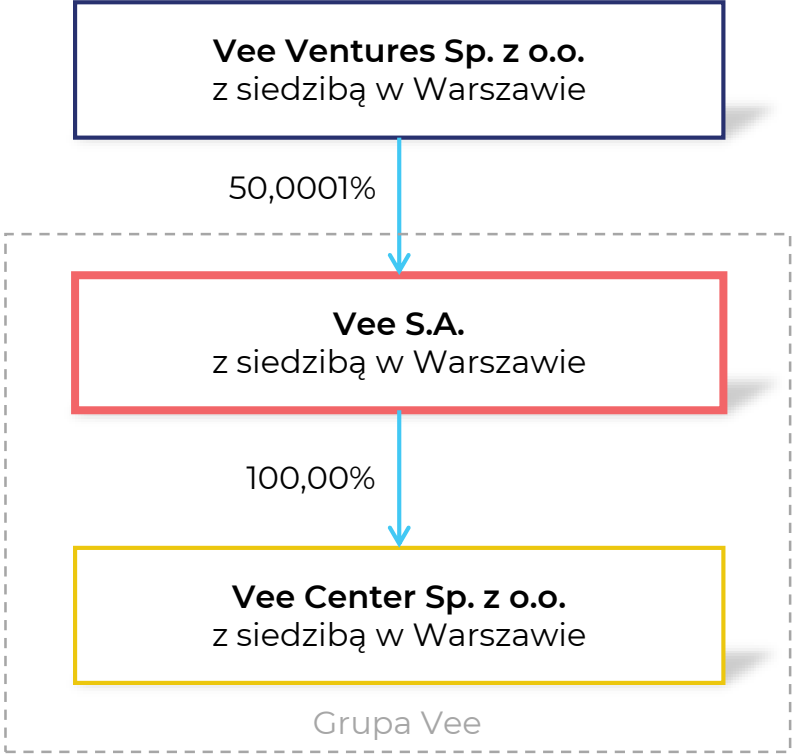 Vee Ventures Sp. z o.o.
z siedzibą w Warszawie
50,0001%
Vee S.A.
z siedzibą w Warszawie
100,00%
Vee Center Sp. z o.o.
z siedzibą w Warszawie
Grupa Vee